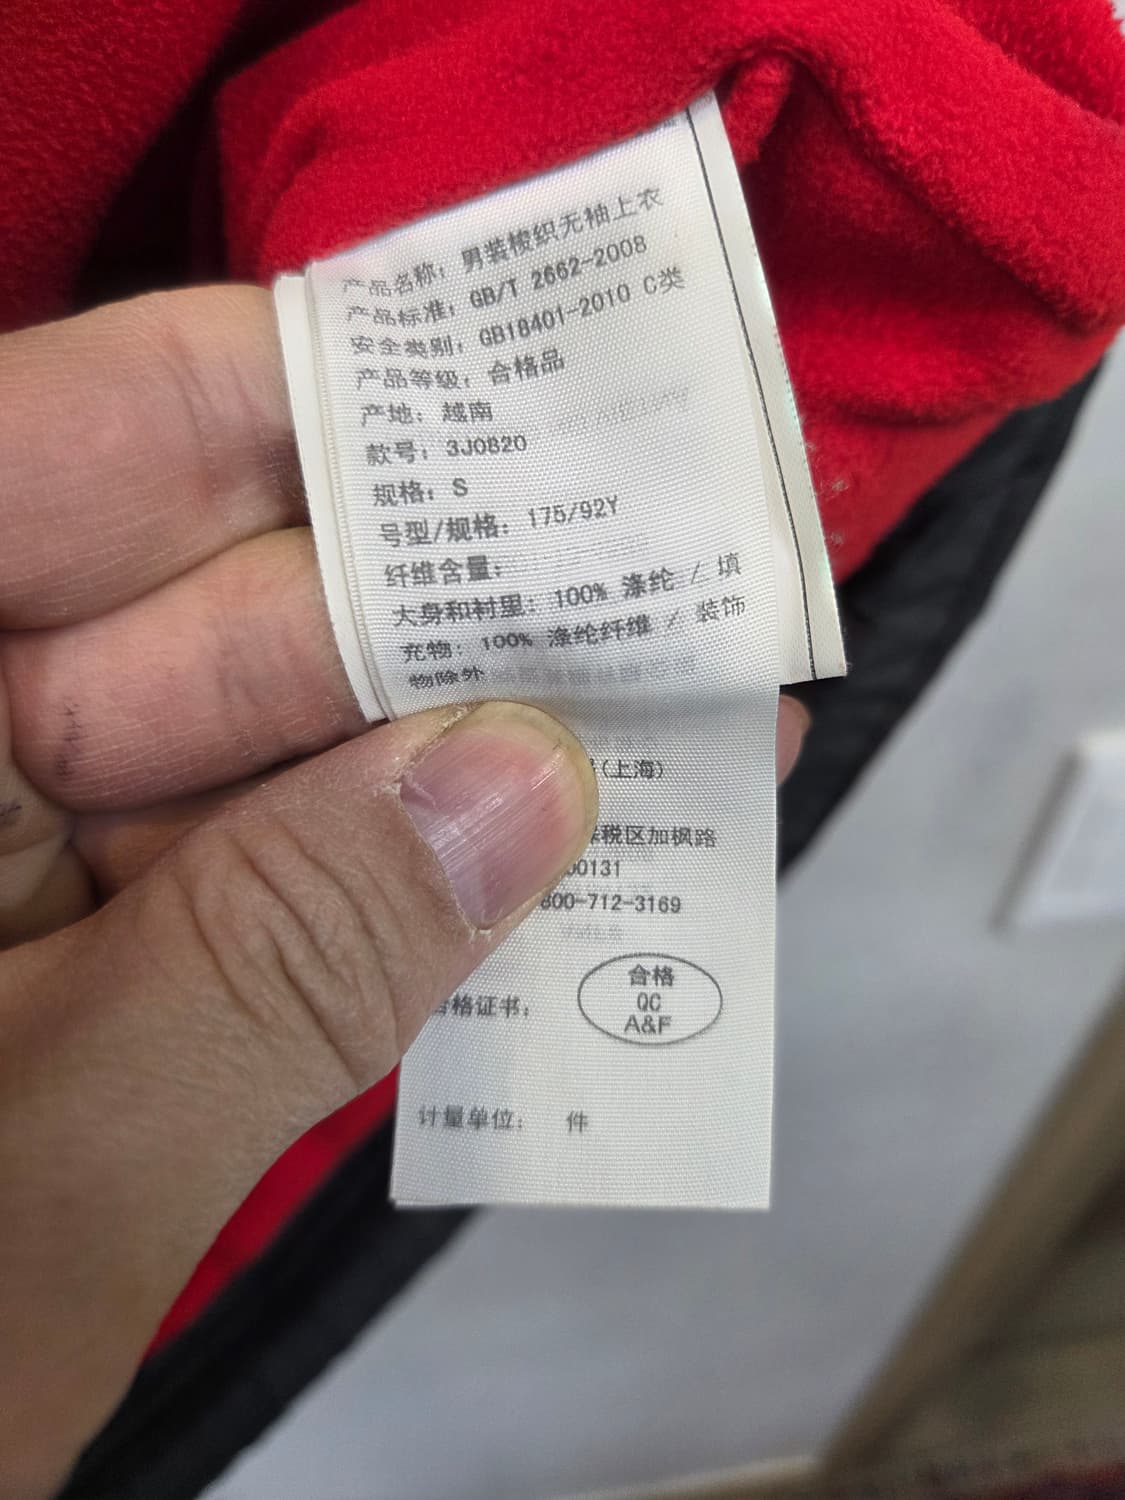 产品名称：男装梭织无袖上衣
产品标准：GB/T 2662-2008
安全类别：GB18401-2010 C类
产品等级：合格品
产地：越南
款号：3J0820
规格：S
号型/规格：175/92Y
纤维含量：
大身和衬里：100% 涤纶 / 填
充物：100% 涤纶纤维 / 装饰
物除外
(上海)
税区加枫路
00131
800-712-3169
合格
QC
A&F
格证书：
计量单位： 件